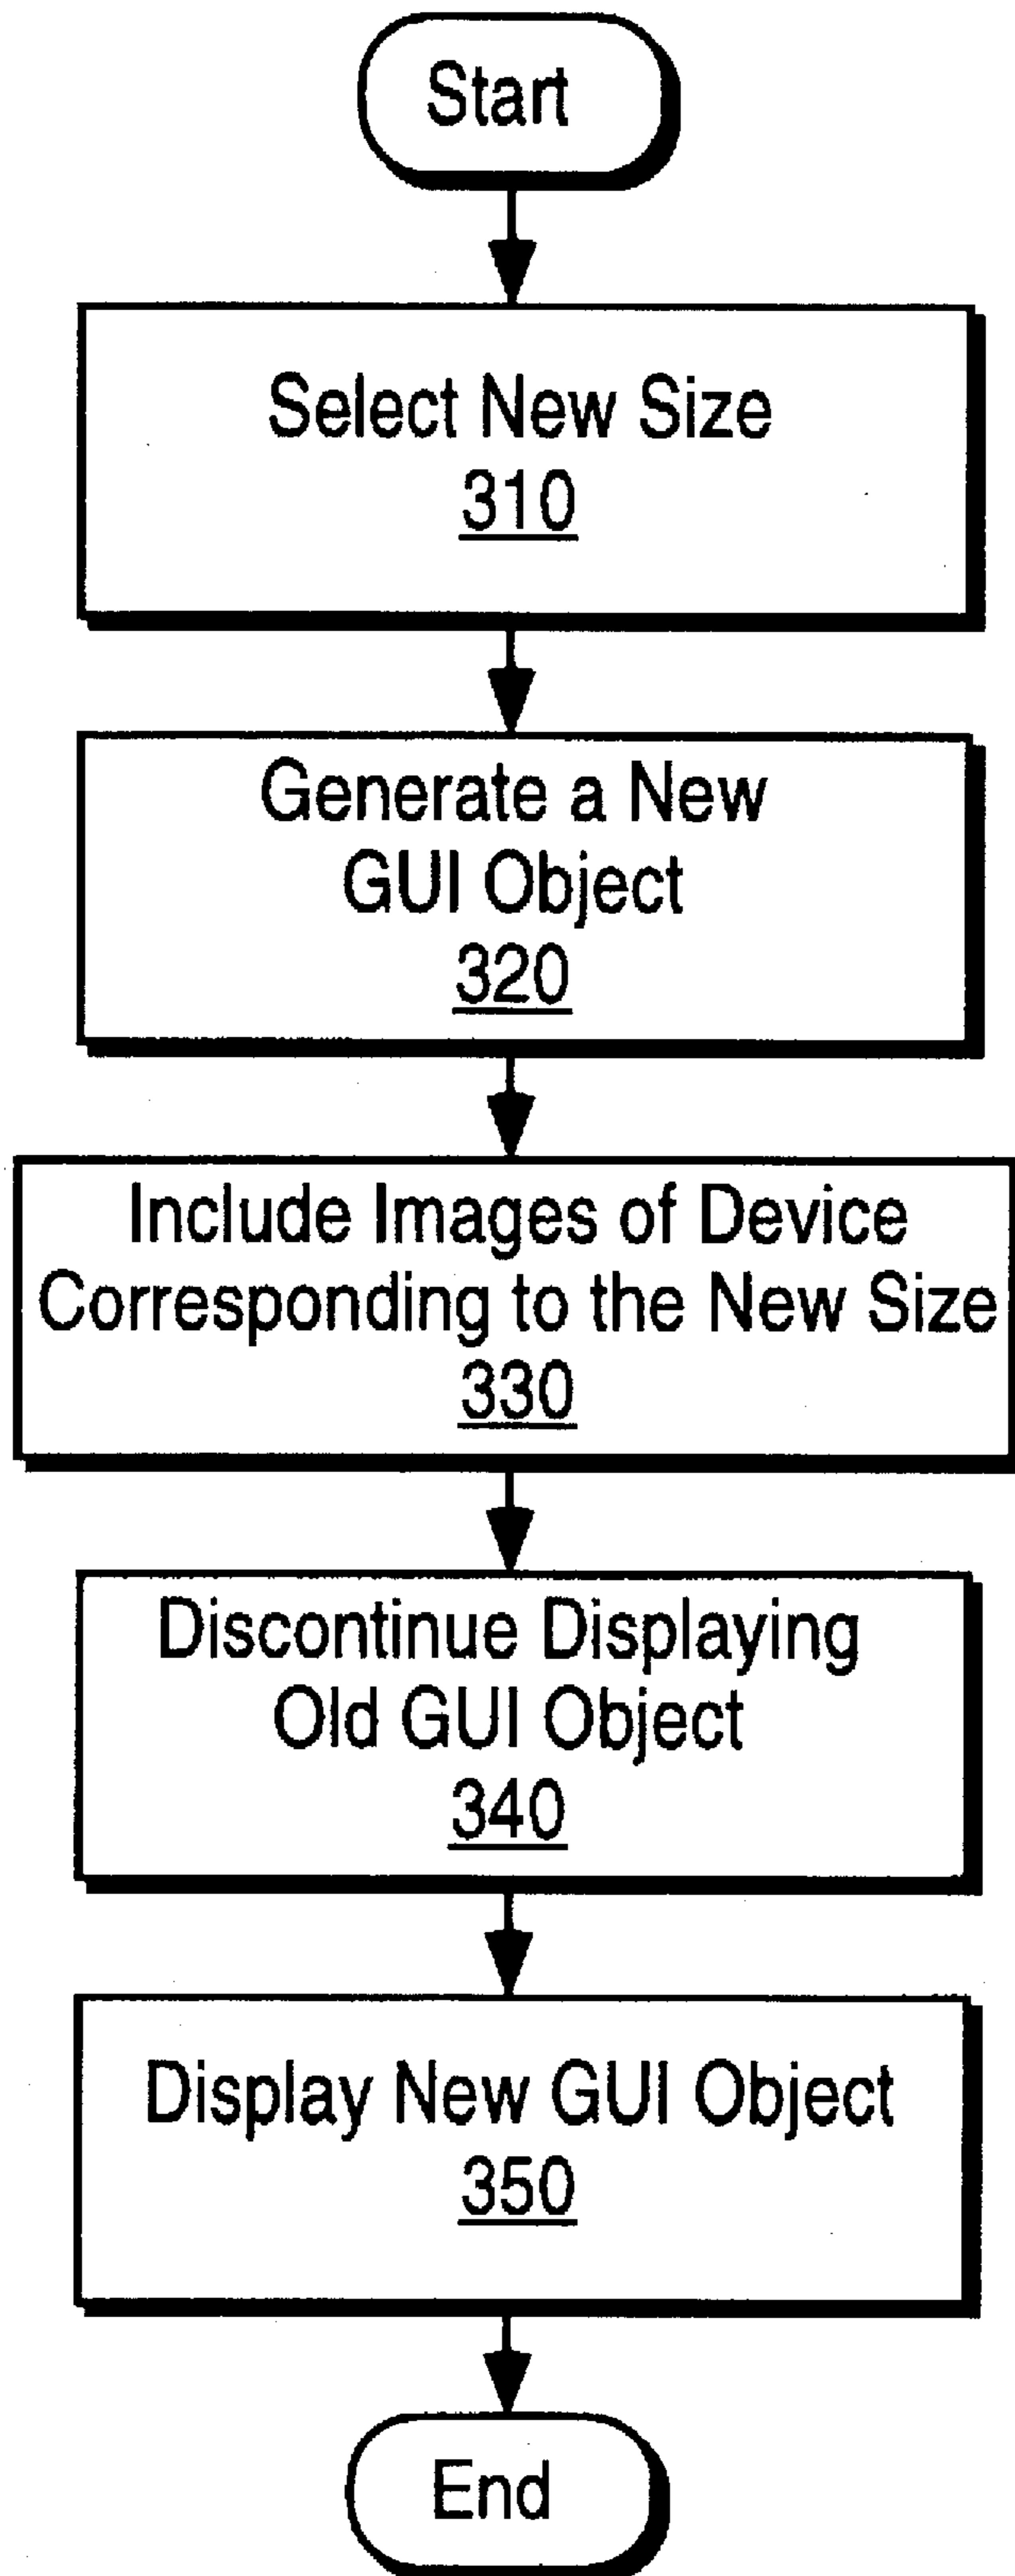 Start
Select New Size
310
Generate a New
GUI Object
320
Include Images of Device
Corresponding to the New Size
330
Discontinue Displaying
Old GUI Object
340
Display New GUI Object
350
End